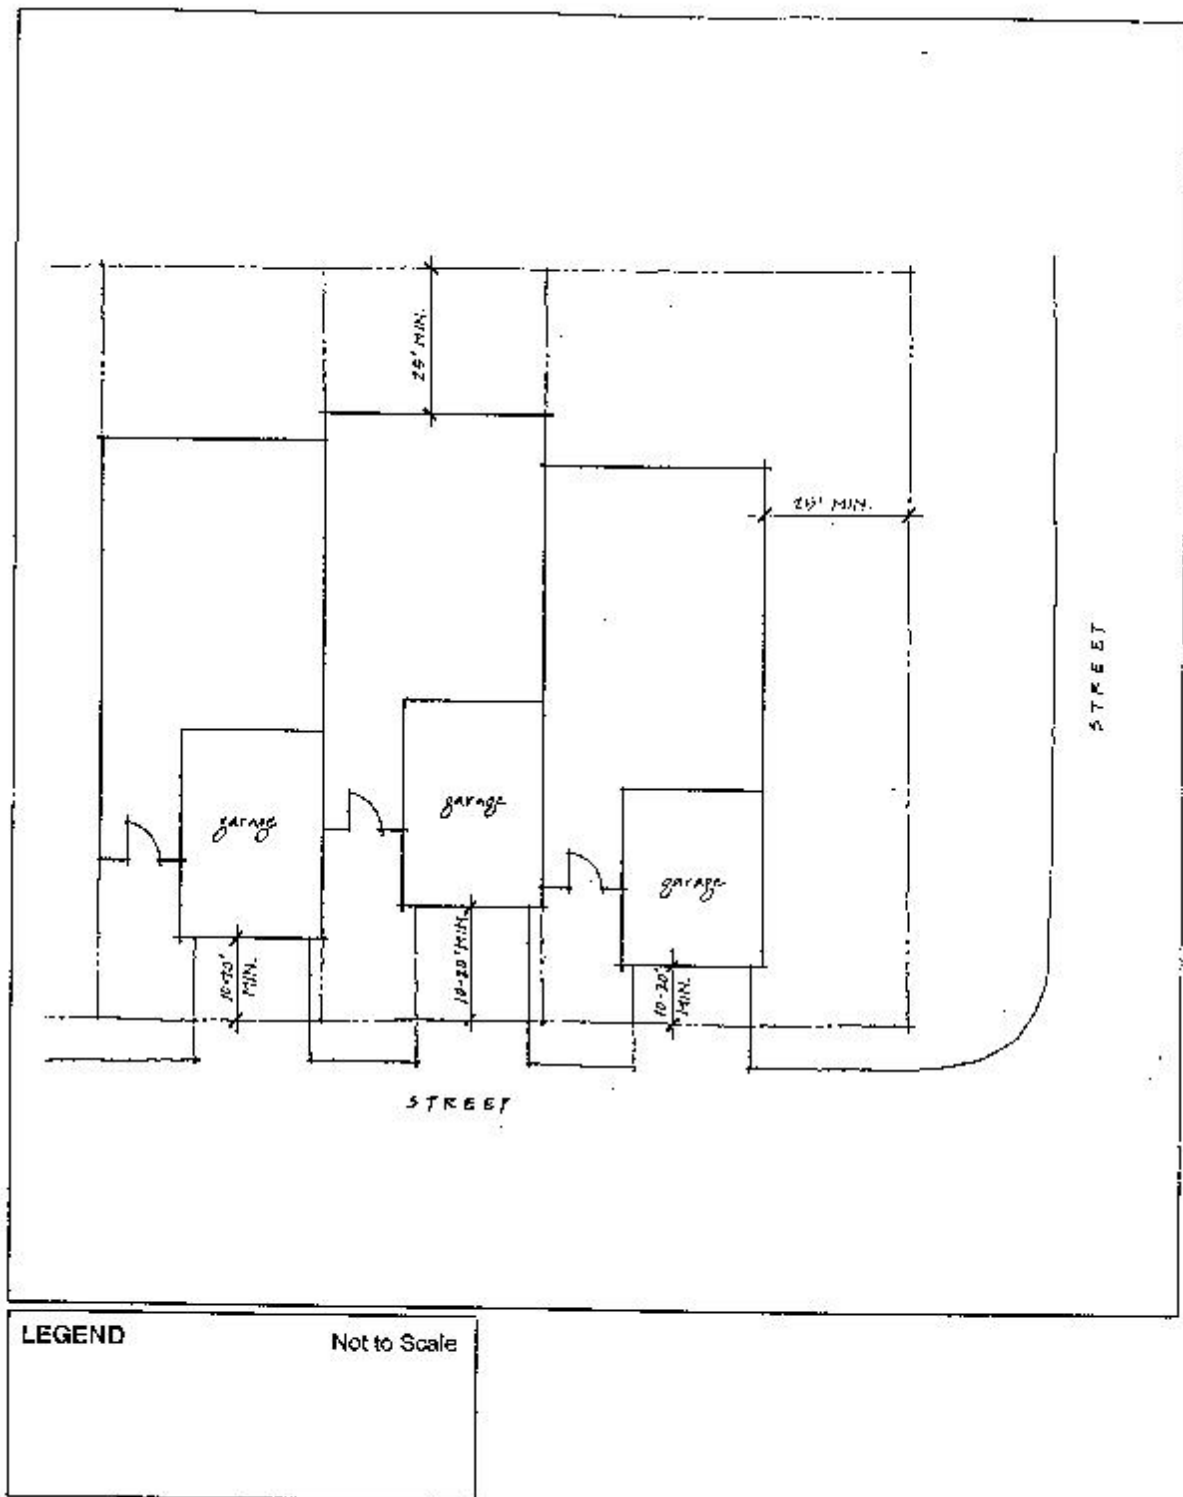 25' MIN.
MIN.
STREET
garage
garage
garage
10-20'
MIN.
10-20' MIN.
10-20'
MIN.
STREET
LEGEND
Not to Scale